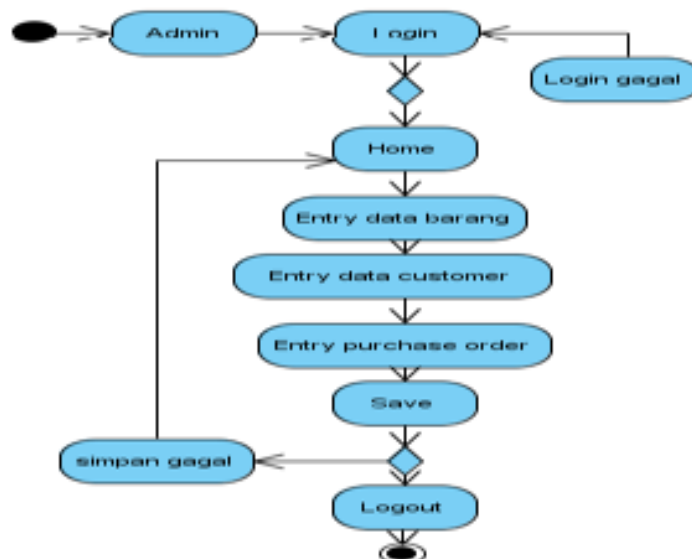 Admin
Login
Login gagal
Home
Entry data barang
Entry data customer
Entry purchase order
Save
simpan gagal
Logout